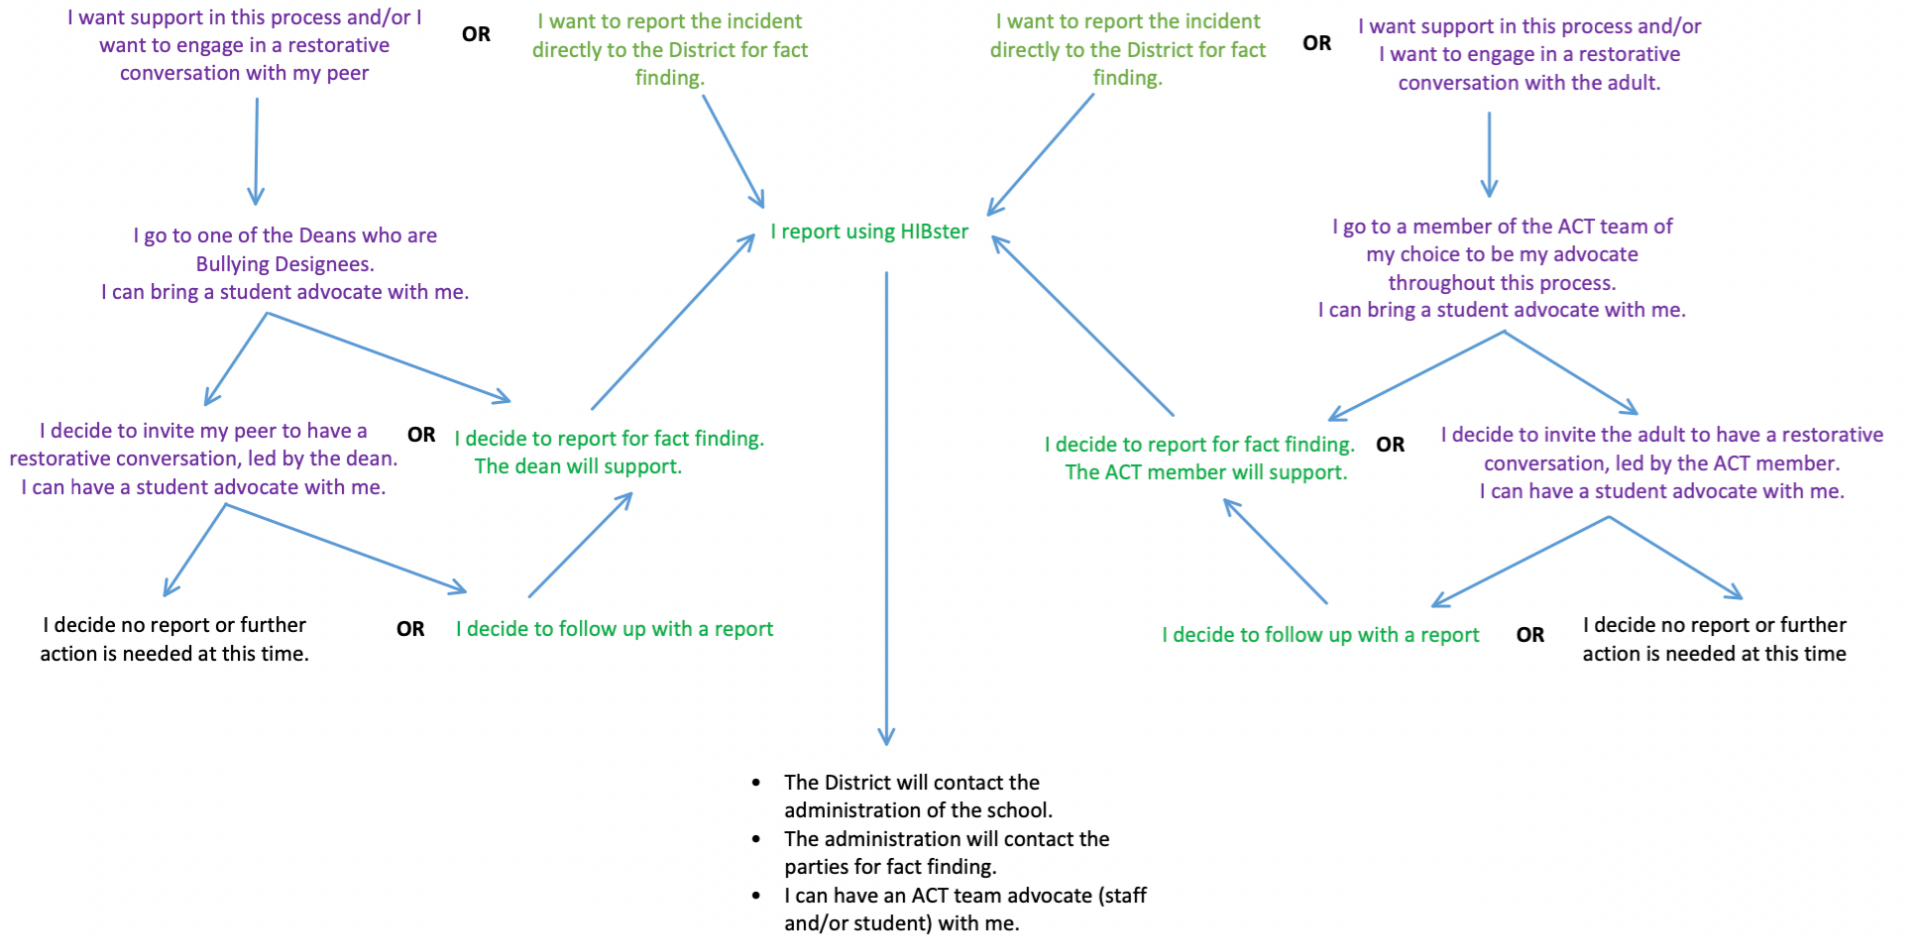 I want support in this process and/or I
want to engage in a restorative
conversation with my peer
OR
I want to report the incident
directly to the District for fact
finding.
I want to report the incident
directly to the District for fact
finding.
OR
I want support in this process and/or
I want to engage in a restorative
conversation with the adult.
I go to one of the Deans who are
Bullying Designees.
I can bring a student advocate with me.
I report using HIBster
I go to a member of the ACT team of
my choice to be my advocate
throughout this process.
I can bring a student advocate with me.
I decide to invite my peer to have a
restorative conversation, led by the dean.
I can have a student advocate with me.
OR
I decide to report for fact finding.
The dean will support.
I decide to report for fact finding.
The ACT member will support.
OR
I decide to invite the adult to have a restorative
conversation, led by the ACT member.
I can have a student advocate with me.
I decide no report or further
action is needed at this time.
OR
I decide to follow up with a report
I decide to follow up with a report
OR
I decide no report or further
action is needed at this time
• The District will contact the
administration of the school.
• The administration will contact the
parties for fact finding.
• I can have an ACT team advocate (staff
and/or student) with me.